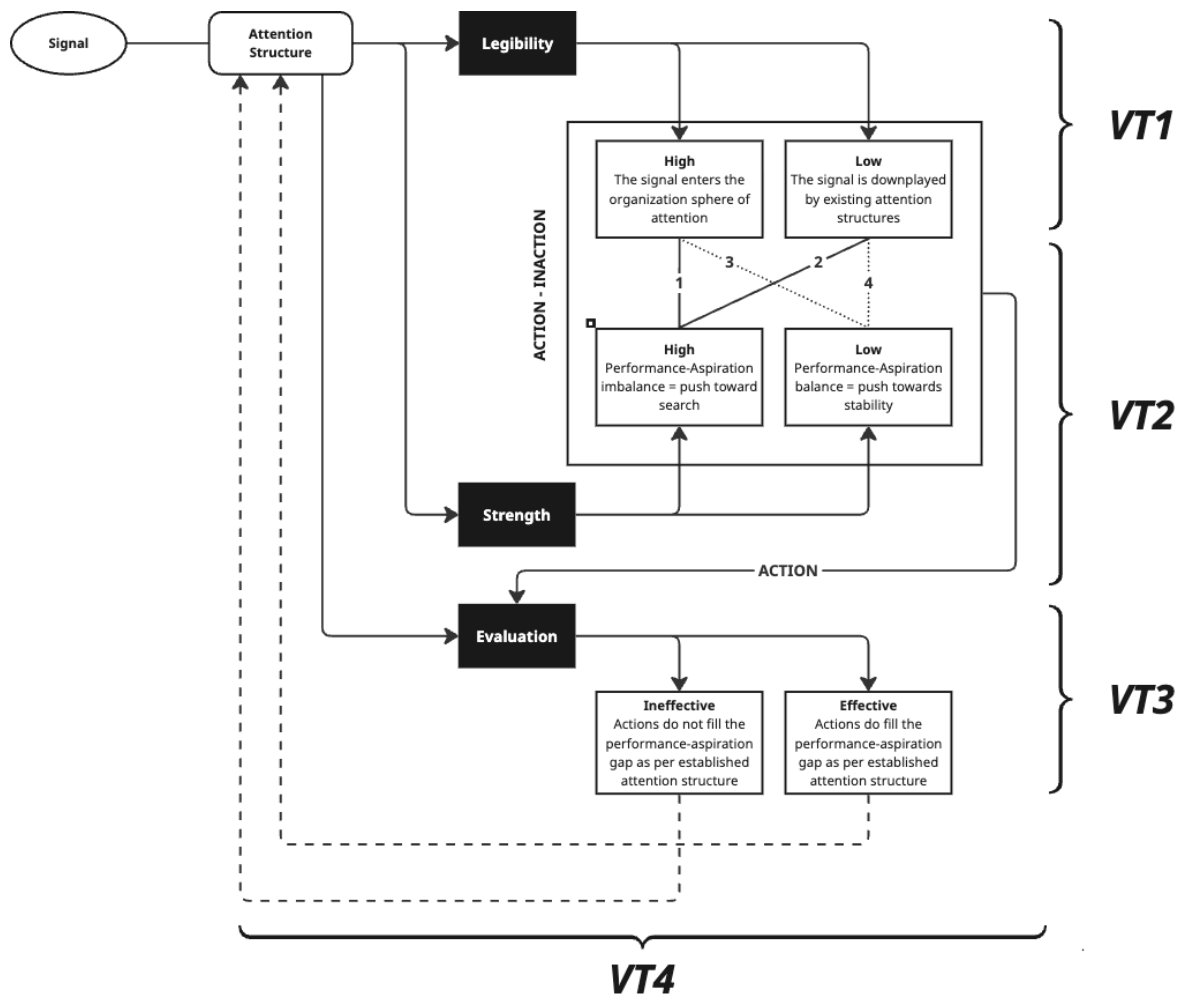 Signal
Attention
Structure
Legibility
VT1
High
The signal enters the
organization sphere of
attention
Low
The signal is downplayed
by existing attention
structures
ACTION - INACTION
3
2
1
4
High
Performance-Aspiration
imbalance = push toward
search
Low
Performance-Aspiration
balance = push towards
stability
VT2
Strength
ACTION
Evaluation
VT3
Ineffective
Actions do not fill the
performance-aspiration
gap as per established
attention structure
Effective
Actions do fill the
performance-aspiration
gap as per established
attention structure
VT4